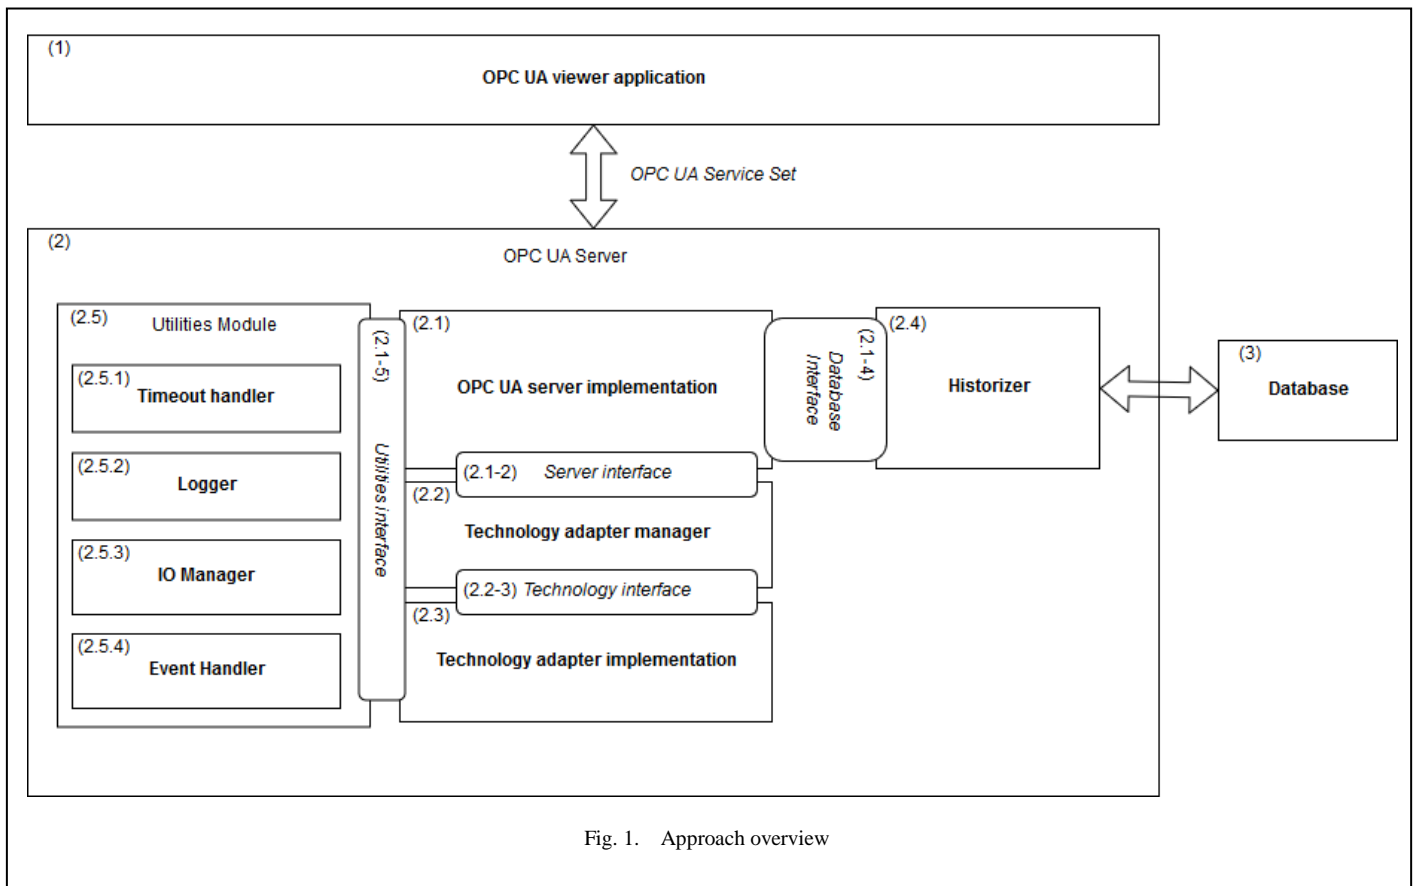 (1)
OPC UA viewer application
OPC UA Service Set
(2)
OPC UA Server
(2.5)
Utilities Module
(2.5.1)
Timeout handler
(2.5.2)
Logger
(2.5.3)
IO Manager
(2.5.4)
Event Handler
(2.1-5)
Utilities interface
(2.1)
OPC UA server implementation
(2.1-2) Server interface
(2.2)
Technology adapter manager
(2.2-3) Technology interface
(2.3)
Technology adapter implementation
(2.1-4)
Database
Interface
(2.4)
Historizer
(3)
Database
Fig. 1. Approach overview